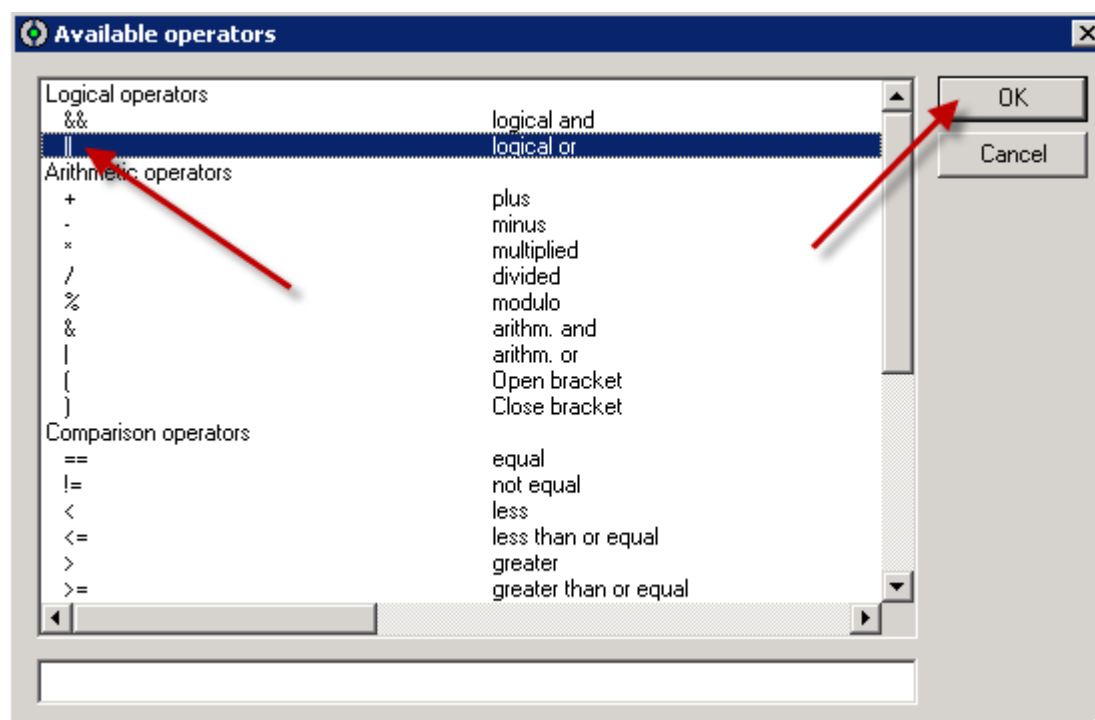 Available operators
Logical operators
&& logical and
|| logical or
Arithmetic operators
+ plus
- minus
* multiplied
/ divided
% modulo
& arithm. and
| arithm. or
( Open bracket
) Close bracket
Comparison operators
== equal
!= not equal
< less
<= less than or equal
> greater
>= greater than or equal
OK
Cancel